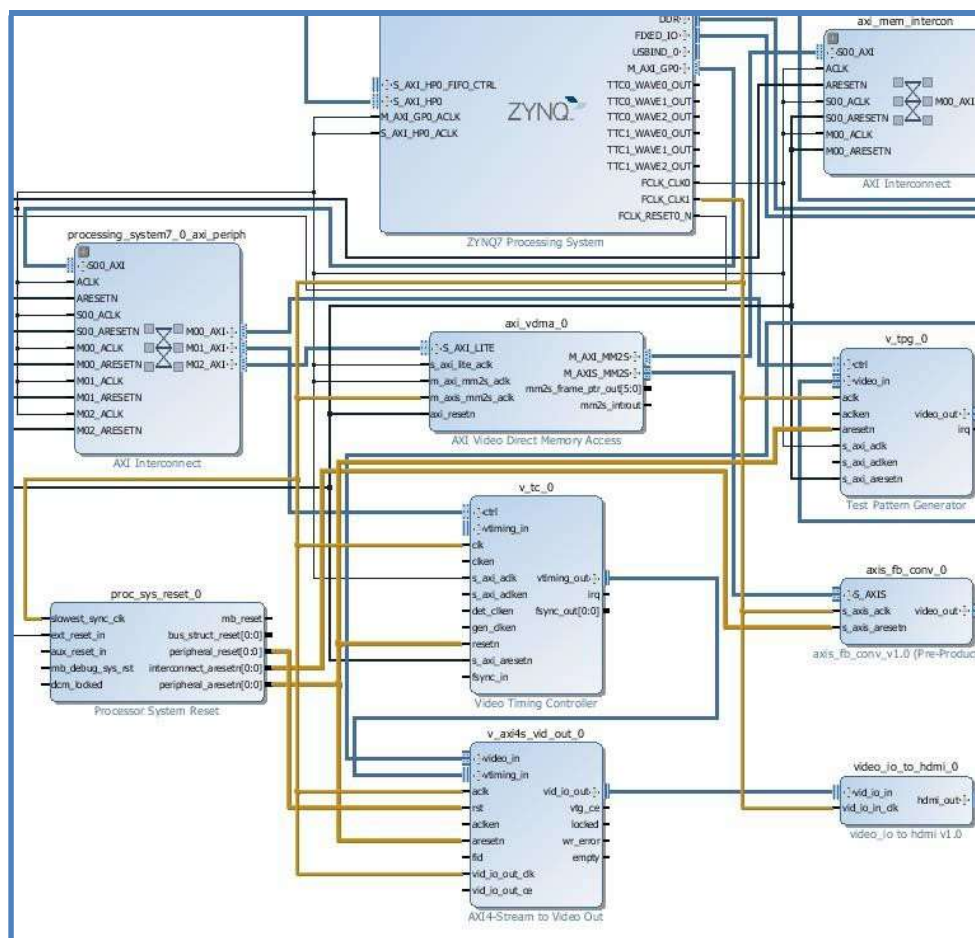 DDR
FIXED_IO
USBIND_0
M_AXI_GP0
TTC0_WAVE0_OUT
TTC0_WAVE1_OUT
TTC0_WAVE2_OUT
TTC1_WAVE0_OUT
TTC1_WAVE1_OUT
TTC1_WAVE2_OUT
FCLK_CLK0
FCLK_CLK1
FCLK_RESET0_N
S_AXI_HP0_FIFO_CTRL
S_AXI_HP0
M_AXI_GP0_ACLK
S_AXI_HP0_ACLK
ZYNQ
ZYNQ7 Processing System
axi_mem_intercon
S00_AXI
ACLK
ARESETN
S00_ACLK
S00_ARESETN
M00_ACLK
M00_ARESETN
M00_AXI
AXI Interconnect
processing_system7_0_axi_periph
S00_AXI
ACLK
ARESETN
S00_ACLK
S00_ARESETN
M00_ACLK
M00_ARESETN
M01_ACLK
M01_ARESETN
M02_ACLK
M02_ARESETN
M00_AXI
M01_AXI
M02_AXI
AXI Interconnect
axi_vdma_0
S_AXI_LITE
s_axi_lite_aclk
m_axi_mm2s_aclk
m_axis_mm2s_aclk
axi_resetn
M_AXI_MM2S
M_AXIS_MM2S
mm2s_frame_ptr_out[5:0]
mm2s_introut
AXI Video Direct Memory Access
v_tpg_0
ctrl
video_in
aclk
aclken
aresetn
s_axi_aclk
s_axi_aclken
s_axi_aresetn
video_out
irq
Test Pattern Generator
v_tc_0
ctrl
vtiming_in
clk
clken
s_axi_aclk
s_axi_aclken
det_clken
gen_clken
resetn
s_axi_aresetn
fsync_in
vtiming_out
irq
fsync_out[0:0]
Video Timing Controller
axis_fb_conv_0
S_AXIS
s_axis_aclk
s_axis_aresetn
video_out
axis_fb_conv_v1.0 (Pre-Produc
proc_sys_reset_0
slowest_sync_clk
ext_reset_in
aux_reset_in
mb_debug_sys_rst
dcm_locked
mb_reset
bus_struct_reset[0:0]
peripheral_reset[0:0]
interconnect_aresetn[0:0]
peripheral_aresetn[0:0]
Processor System Reset
v_axi4s_vid_out_0
video_in
vtiming_in
aclk
rst
aclken
aresetn
fid
vid_io_out_clk
vid_io_out_ce
vid_io_out
vtg_ce
locked
wr_error
empty
AXI4-Stream to Video Out
video_io_to_hdmi_0
vid_io_in
vid_io_in_clk
hdmi_out
video_io to hdmi v1.0